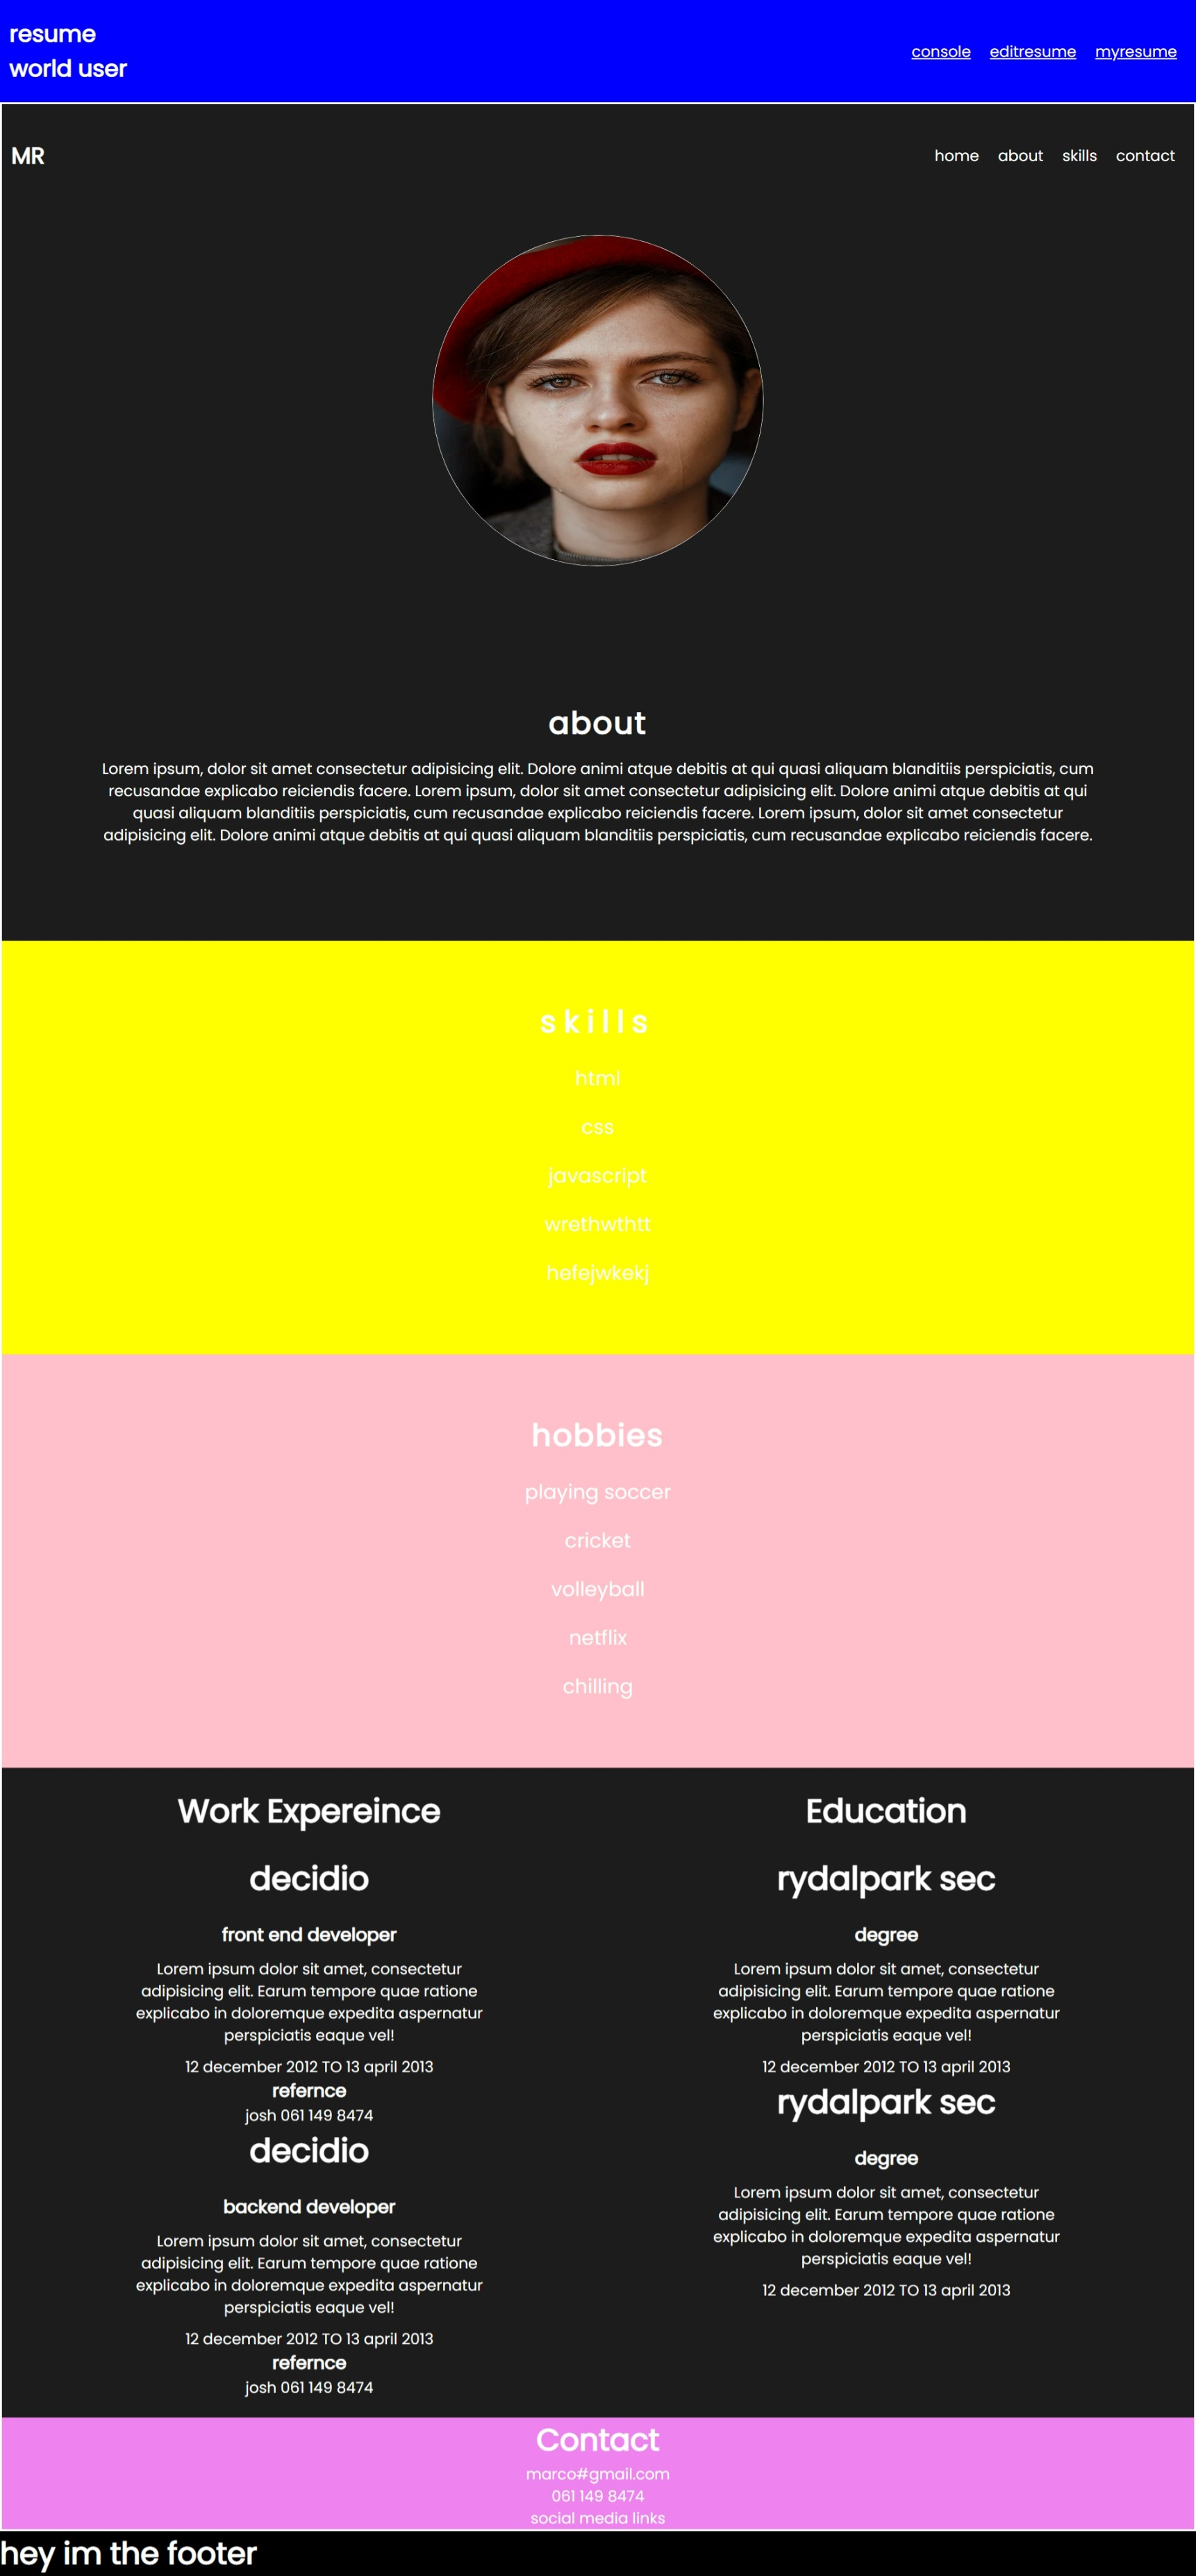 resume
world user
console editresume myresume
MR
home about skills contact
about
Lorem ipsum, dolor sit amet consectetur adipisicing elit. Dolore animi atque debitis at qui quasi aliquam blanditiis perspiciatis, cum
recusandae explicabo reiciendis facere. Lorem ipsum, dolor sit amet consectetur adipisicing elit. Dolore animi atque debitis at qui
quasi aliquam blanditiis perspiciatis, cum recusandae explicabo reiciendis facere. Lorem ipsum, dolor sit amet consectetur
adipisicing elit. Dolore animi atque debitis at qui quasi aliquam blanditiis perspiciatis, cum recusandae explicabo reiciendis facere.
skills
html
css
javascript
wrethwthtt
hefejwkekj
hobbies
playing soccer
cricket
volleyball
netflix
chilling
Work Expereince
decidio
front end developer
Lorem ipsum dolor sit amet, consectetur
adipisicing elit. Earum tempore quae ratione
explicabo in doloremque expedita aspernatur
perspiciatis eaque vel!
12 december 2012 TO 13 april 2013
refernce
josh 061 149 8474
decidio
backend developer
Lorem ipsum dolor sit amet, consectetur
adipisicing elit. Earum tempore quae ratione
explicabo in doloremque expedita aspernatur
perspiciatis eaque vel!
12 december 2012 TO 13 april 2013
refernce
josh 061 149 8474
Education
rydalpark sec
degree
Lorem ipsum dolor sit amet, consectetur
adipisicing elit. Earum tempore quae ratione
explicabo in doloremque expedita aspernatur
perspiciatis eaque vel!
12 december 2012 TO 13 april 2013
rydalpark sec
degree
Lorem ipsum dolor sit amet, consectetur
adipisicing elit. Earum tempore quae ratione
explicabo in doloremque expedita aspernatur
perspiciatis eaque vel!
12 december 2012 TO 13 april 2013
Contact
marco#gmail.com
061 149 8474
social media links
hey im the footer